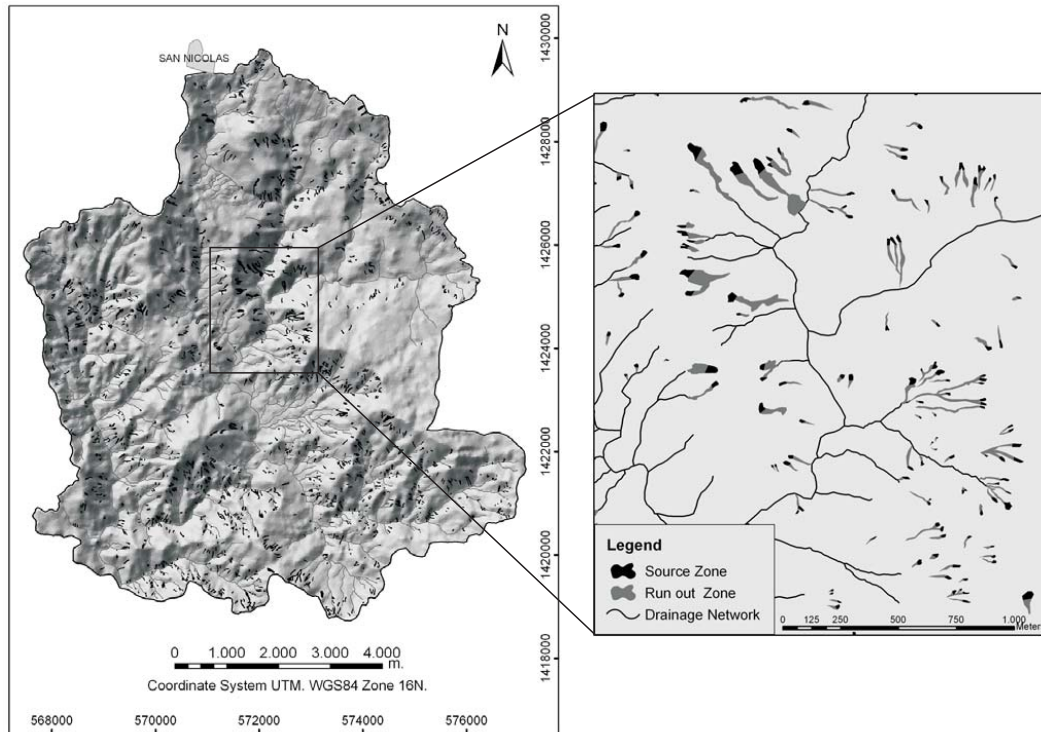 SAN NICOLAS
N
1430000
1428000
1426000
1424000
1422000
1420000
1418000
0 1.000 2.000 3.000 4.000
m.
Coordinate System UTM. WGS84 Zone 16N.
568000 570000 572000 574000 576000
Legend
Source Zone
Run out Zone
Drainage Network
0 125 250 500 750 1.000
Meters